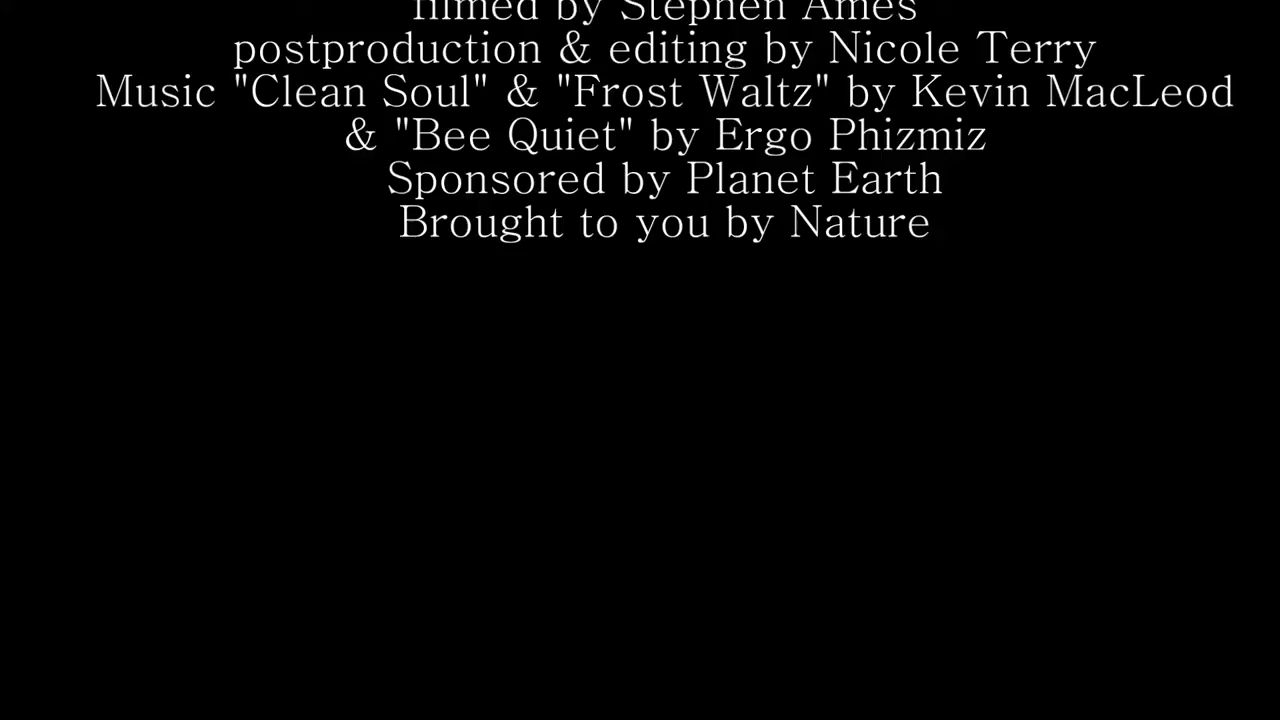 filmed by Stephen Ames
postproduction & editing by Nicole Terry
Music "Clean Soul" & "Frost Waltz" by Kevin MacLeod
& "Bee Quiet" by Ergo Phizmiz
Sponsored by Planet Earth
Brought to you by Nature